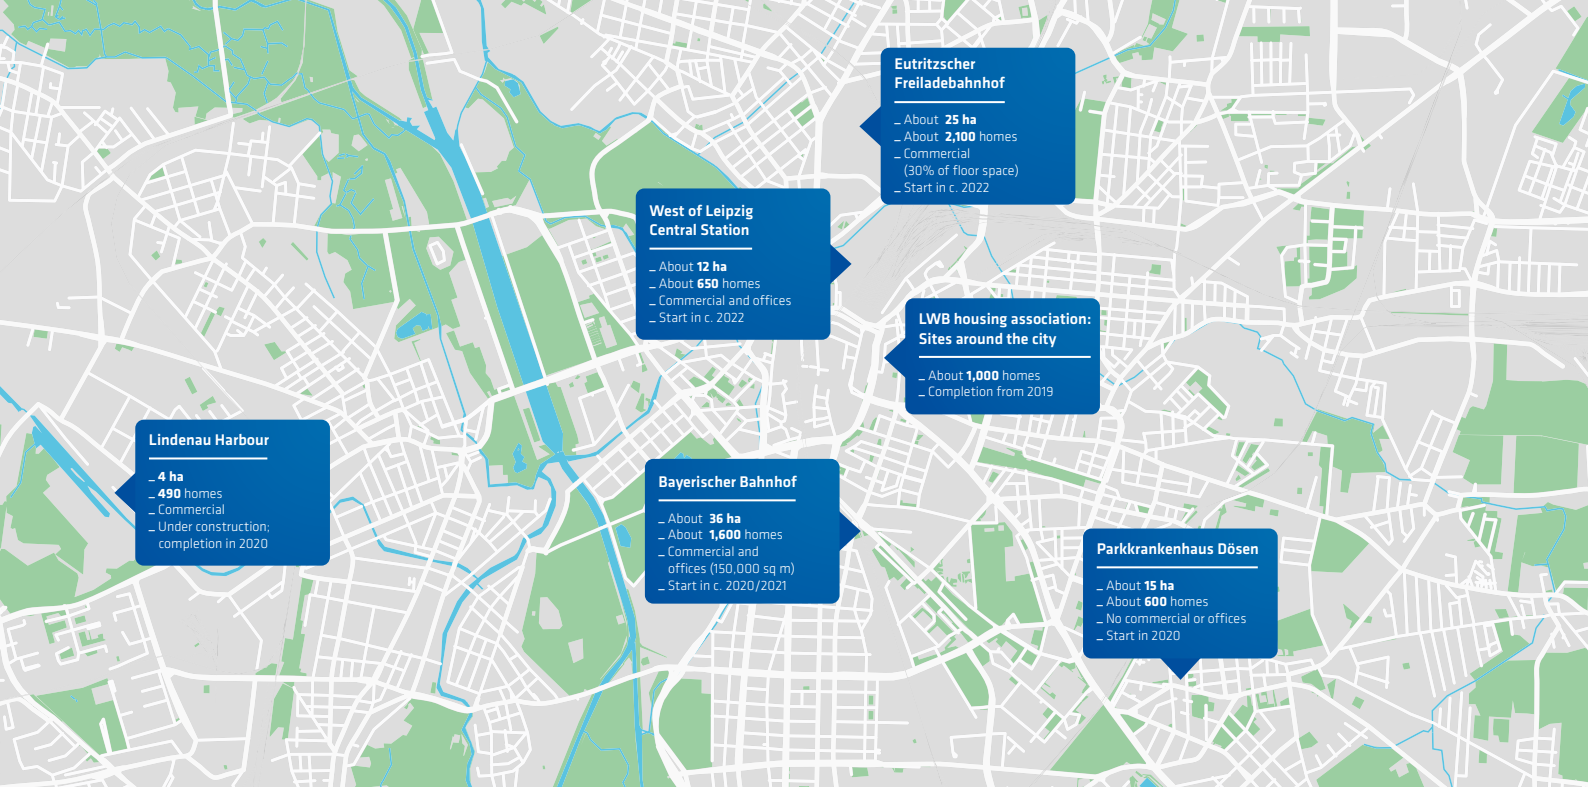 Eutritzscher
Freiladebahnhof
_ About 25 ha
_ About 2,100 homes
_ Commercial
(30% of floor space)
_ Start in c. 2022
West of Leipzig
Central Station
_ About 12 ha
_ About 650 homes
_ Commercial and offices
_ Start in c. 2022
LWB housing association:
Sites around the city
_ About 1,000 homes
_ Completion from 2019
Lindenau Harbour
_ 4 ha
_ 490 homes
_ Commercial
_ Under construction;
completion in 2020
Bayerischer Bahnhof
_ About 36 ha
_ About 1,600 homes
_ Commercial and
offices (150,000 sq m)
_ Start in c. 2020/2021
Parkkrankenhaus Dösen
_ About 15 ha
_ About 600 homes
_ No commercial or offices
_ Start in 2020